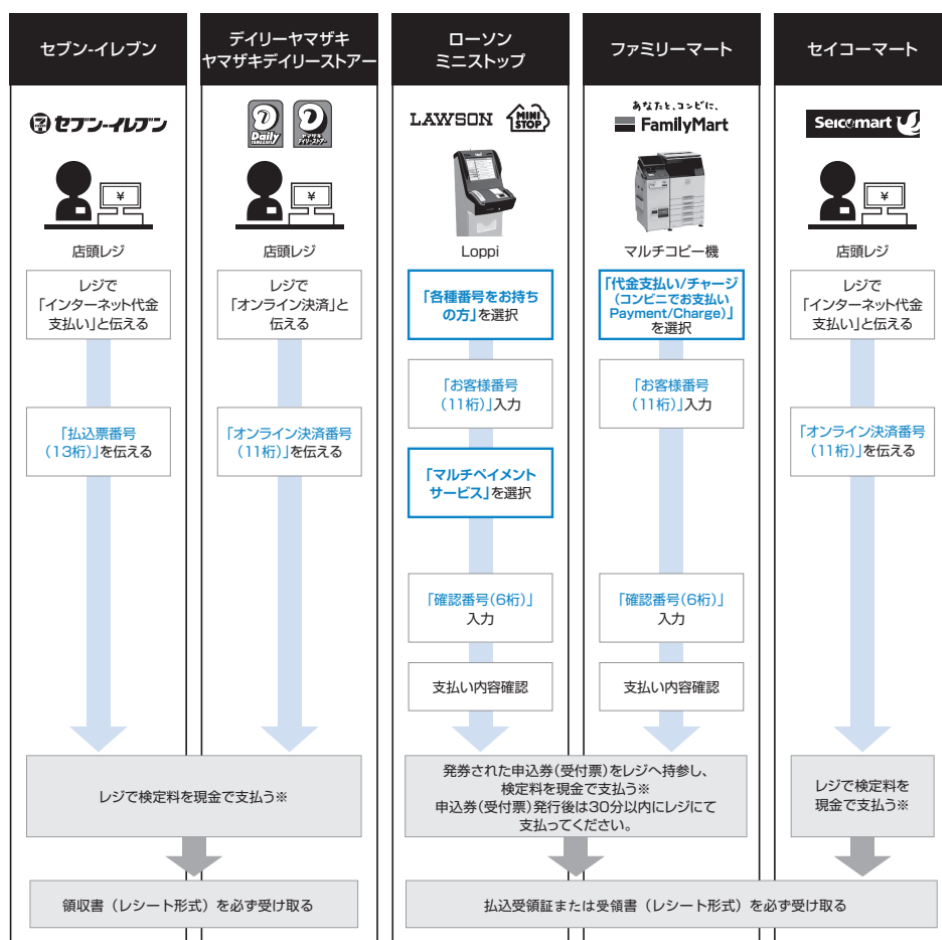 セブン-イレブン
セブン-イレブン
¥
店頭レジ
レジで
「インターネット代金
支払い」と伝える
「払込票番号
(13桁)」を伝える
デイリーヤマザキ
ヤマザキデイリーストアー
Daily
YAMAZAKI
ヤマザキ
デイリーストアー
¥
店頭レジ
レジで
「オンライン決済」と
伝える
「オンライン決済番号
(11桁)」を伝える
レジで検定料を現金で支払う※
領収書（レシート形式）を必ず受け取る
ローソン
ミニストップ
LAWSON
MINI
STOP
Loppi
「各種番号をお持ち
の方」を選択
「お客様番号
(11桁)」入力
「マルチペイメント
サービス」を選択
「確認番号(6桁)」
入力
支払い内容確認
ファミリーマート
あなたと、コンビに、
FamilyMart
マルチコピー機
「代金支払い/チャージ
(コンビニでお支払い
Payment/Charge)」
を選択
「お客様番号
(11桁)」入力
「確認番号(6桁)」
入力
支払い内容確認
発券された申込券(受付票)をレジへ持参し、
検定料を現金で支払う※
申込券(受付票)発行後は30分以内にレジにて
支払ってください。
セイコーマート
Seicomart
¥
店頭レジ
レジで
「インターネット代金
支払い」と伝える
「オンライン決済番号
(11桁)」を伝える
レジで検定料を
現金で支払う※
払込受領証または受領書（レシート形式）を必ず受け取る